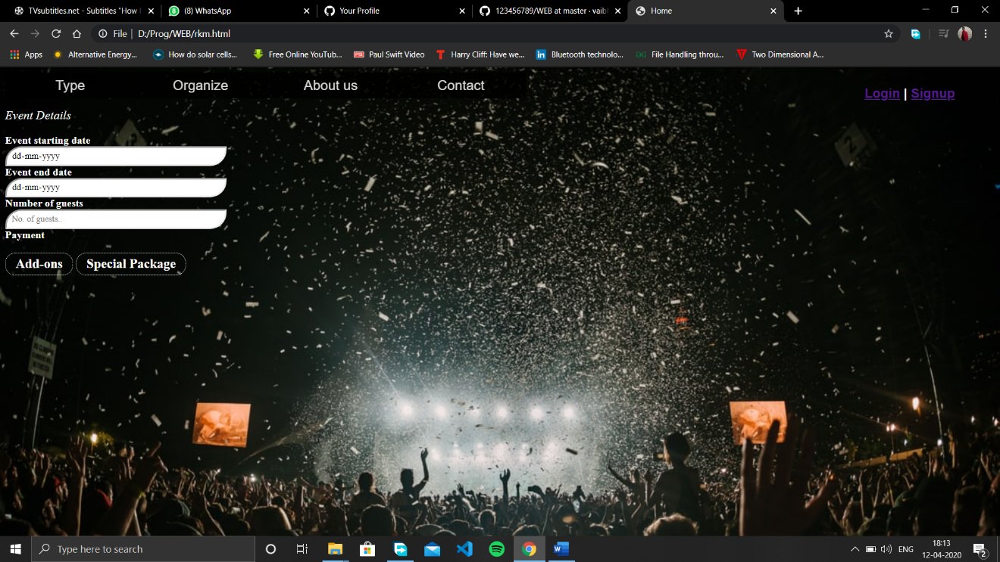 TVsubtitles.net - Subtitles "How I (8) WhatsApp Your Profile 123456789/WEB at master · vaibh Home
File D:/Prog/WEB/rkm.html
Apps Alternative Energy... How do solar cells... Free Online YouTub... Paul Swift Video Harry Cliff: Have we... Bluetooth technolo... File Handling throu... Two Dimensional A...
Type Organize About us Contact
Login | Signup
Event Details
Event starting date
dd-mm-yyyy
Event end date
dd-mm-yyyy
Number of guests
No. of guests..
Payment
Add-ons Special Package
2
Type here to search
ENG
18:13
12-04-2020
2